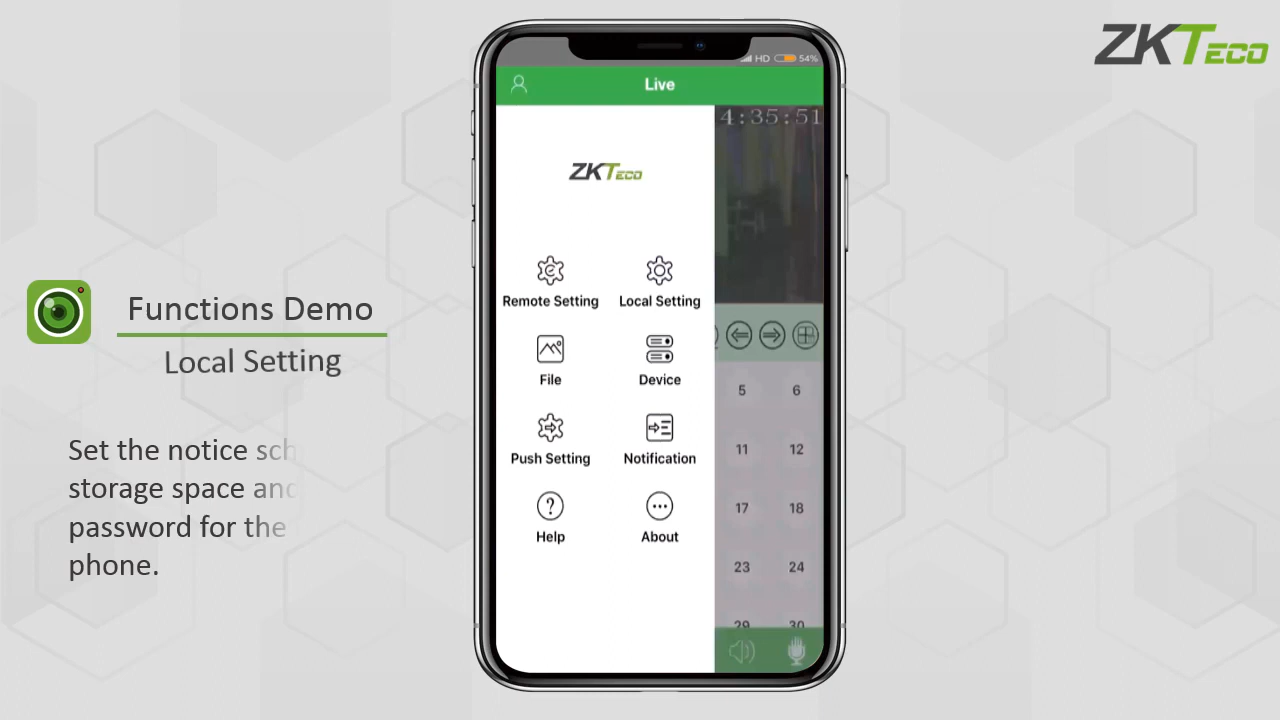 ZKTeco
HD 54%
Live
4:35:51
ZKTeco
Remote Setting
Local Setting
File
Device
Push Setting
Notification
Help
About
5 6
11 12
17 18
23 24
29 30
Functions Demo
Local Setting
Set the notice sch
storage space and
password for the
phone.